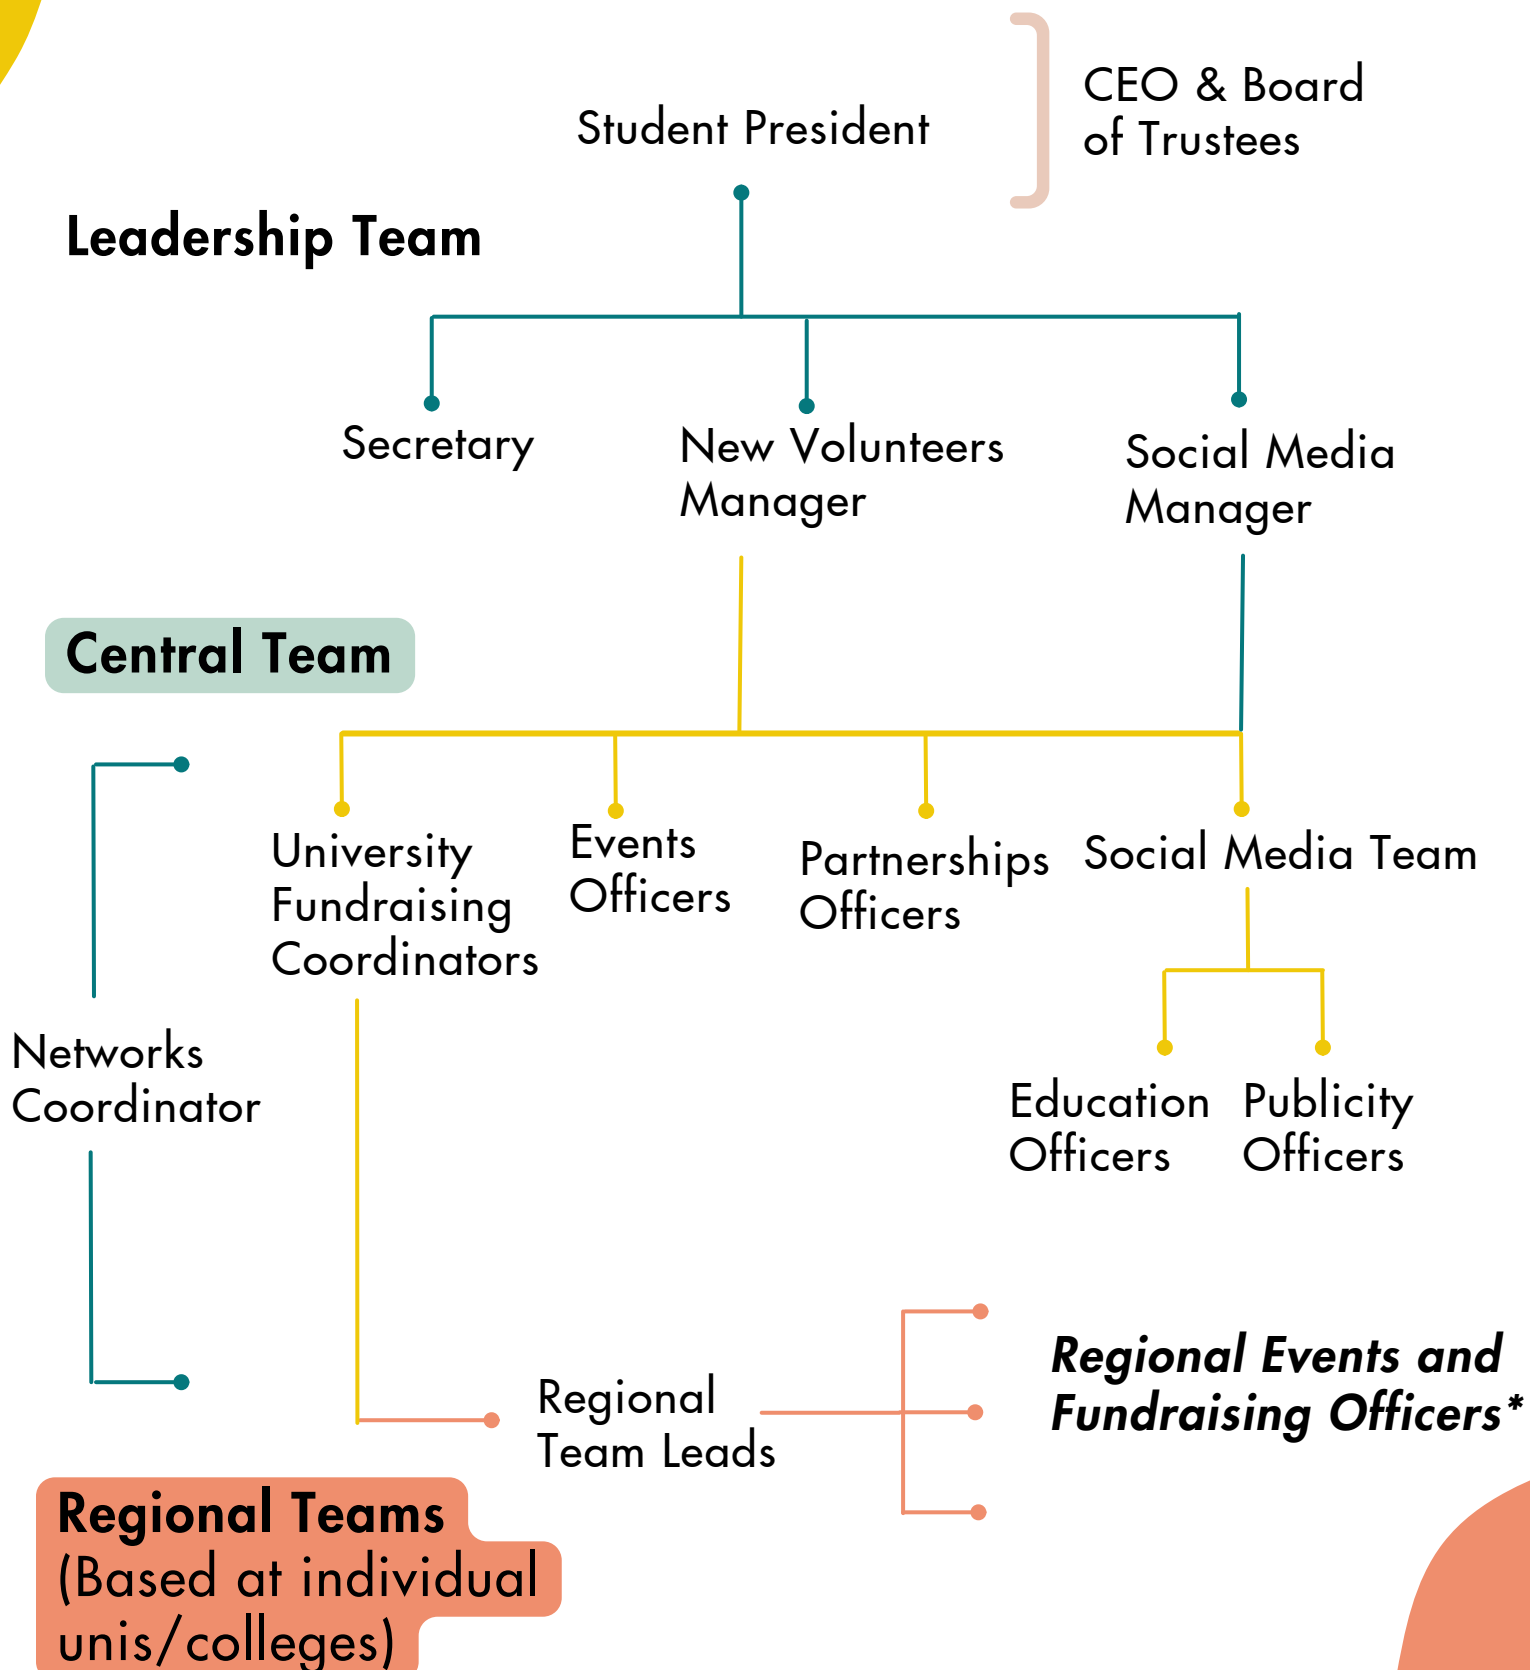 CEO & Board
of Trustees
Student President
Leadership Team
Secretary
New Volunteers
Manager
Social Media
Manager
Central Team
University
Fundraising
Coordinators
Events
Officers
Partnerships
Officers
Social Media Team
Networks
Coordinator
Education
Officers
Publicity
Officers
Regional
Team Leads
Regional Events and
Fundraising Officers*
Regional Teams
(Based at individual
unis/colleges)